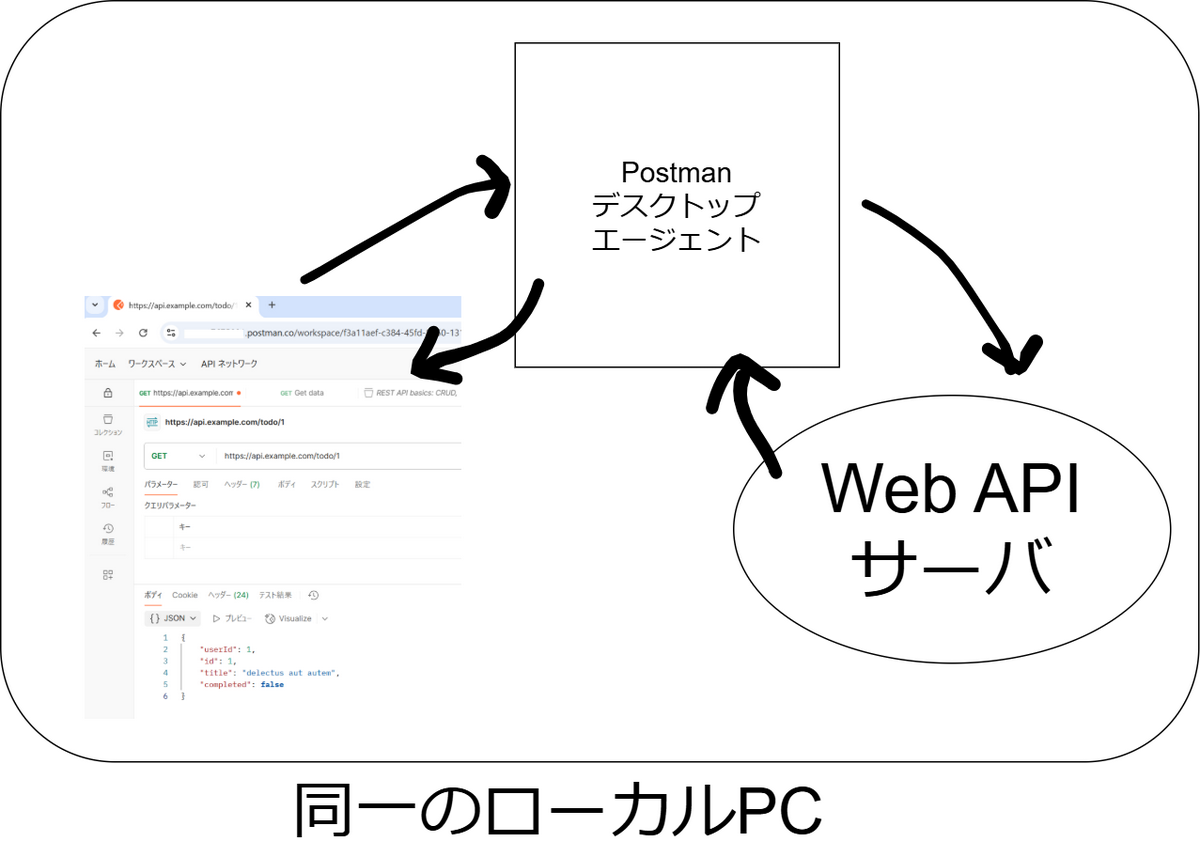 Postman
デスクトップ
エージェント
https://api.example.com/todo/
.postman.co/workspace/f3a11aef-c384-45fd-
ホーム ワークスペース API ネットワーク
GET https://api.example.com GET Get data REST API basics: CRUD,
HTTP https://api.example.com/todo/1
コレクション
GET https://api.example.com/todo/1
環境
パラメーター 認可 ヘッダー (7) ボディ スクリプト 設定
フロー
クエリパラメーター
キー
履歴
キー
ボディ Cookie ヘッダー (24) テスト結果
{} JSON プレビュー Visualize
1 {
2 "userId": 1,
3 "id": 1,
4 "title": "delectus aut autem",
5 "completed": false
6 }
Web API
サーバ
同一のローカルPC